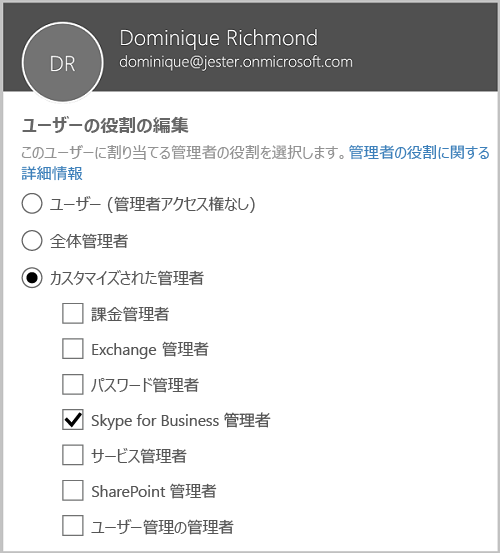 DR
Dominique Richmond
dominique@jester.onmicrosoft.com
ユーザーの役割の編集
このユーザーに割り当てる管理者の役割を選択します。管理者の役割に関する
詳細情報
ユーザー (管理者アクセス権なし)
全体管理者
カスタマイズされた管理者
課金管理者
Exchange 管理者
パスワード管理者
Skype for Business 管理者
サービス管理者
SharePoint 管理者
ユーザー管理の管理者